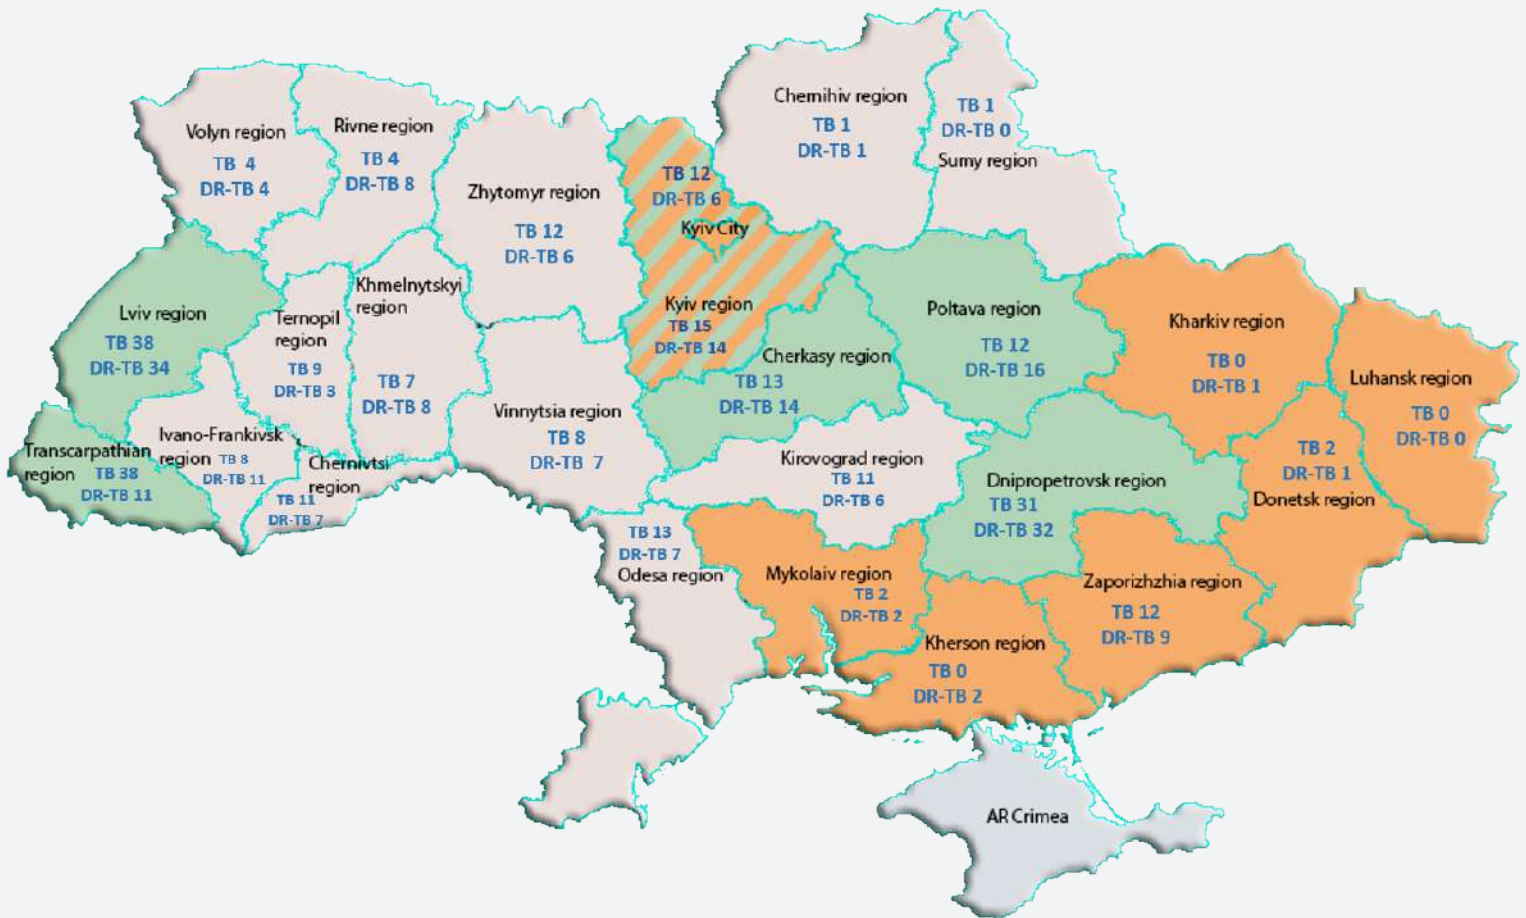 Volyn region
TB 4
DR-TB 4
Rivne region
TB 4
DR-TB 8
Zhytomyr region
TB 12
DR-TB 6
TB 12
DR-TB 6
Kyiv City
Kyiv region
TB 15
DR-TB 14
Chernihiv region
TB 1
DR-TB 1
TB 1
DR-TB 0
Sumy region
Lviv region
TB 38
DR-TB 34
Ternopil
region
TB 9
DR-TB 3
Khmelnytskyi
region
TB 7
DR-TB 8
Vinnytsia region
TB 8
DR-TB 7
Cherkasy region
TB 13
DR-TB 14
Poltava region
TB 12
DR-TB 16
Kharkiv region
TB 0
DR-TB 1
Luhansk region
TB 0
DR-TB 0
Transcarpathian
region
TB 38
DR-TB 11
Ivano-Frankivsk
region
TB 8
DR-TB 11
Chernivtsi
region
TB 11
DR-TB 7
Kirovograd region
TB 11
DR-TB 6
Dnipropetrovsk region
TB 31
DR-TB 32
TB 2
DR-TB 1
Donetsk region
TB 13
DR-TB 7
Odesa region
Mykolaiv region
TB 2
DR-TB 2
Kherson region
TB 0
DR-TB 2
Zaporizhzhia region
TB 12
DR-TB 9
AR Crimea